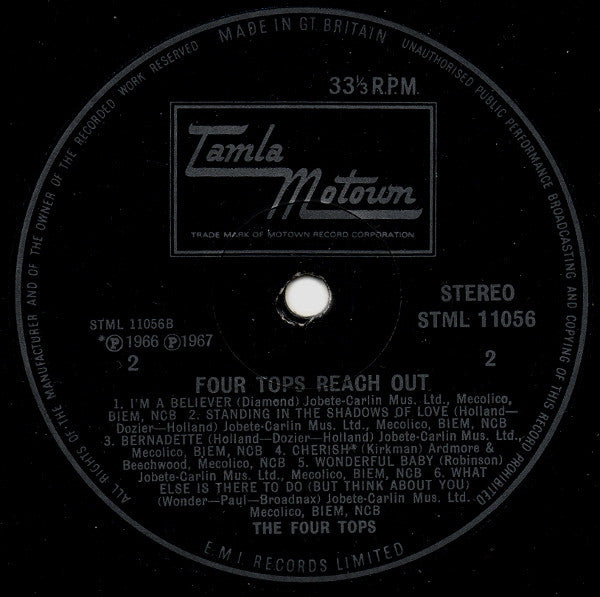 MADE IN GT. BRITAIN
UNAUTHORISED PUBLIC PERFORMANCE BROADCASTING AND COPYING OF THIS RECORD PROHIBITED
ALL RIGHTS OF THE MANUFACTURER AND OF THE OWNER OF THE RECORDED WORK RESERVED
33⅓ R.P.M.
Tamla
Motown
TRADE MARK OF MOTOWN RECORD CORPORATION
STML 11056B
*Ⓟ1966 Ⓟ1967
2
STEREO
STML 11056
2
FOUR TOPS REACH OUT
1. I'M A BELIEVER (Diamond) Jobete-Carlin Mus. Ltd., Mecolico,
BIEM, NCB 2. STANDING IN THE SHADOWS OF LOVE (Holland—
Dozier—Holland) Jobete-Carlin Mus. Ltd., Mecolico, BIEM, NCB
3. BERNADETTE (Holland—Dozier—Holland) Jobete-Carlin Mus. Ltd.,
Mecolico, BIEM, NCB 4. CHERISH* (Kirkman) Ardmore &
Beechwood, Mecolico, NCB 5. WONDERFUL BABY (Robinson)
Jobete-Carlin Mus. Ltd., Mecolico, BIEM, NCB 6. WHAT
ELSE IS THERE TO DO (BUT THINK ABOUT YOU)
(Wonder—Paul—Broadnax) Jobete-Carlin Mus. Ltd.
Mecolico, BIEM, NCB
THE FOUR TOPS
E.M.I. RECORDS LIMITED